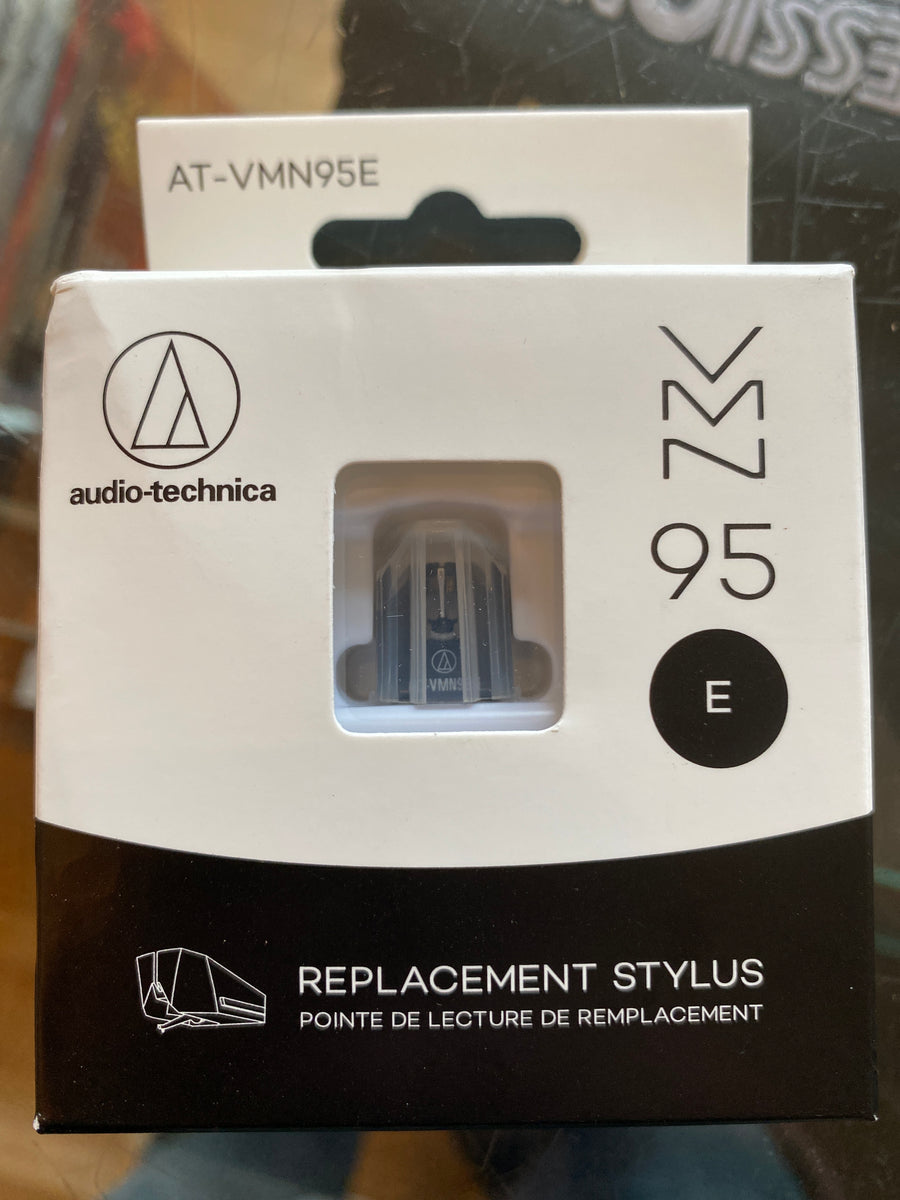 AT-VMN95E
audio-technica
VMN
95
E
REPLACEMENT STYLUS
POINTE DE LECTURE DE REMPLACEMENT